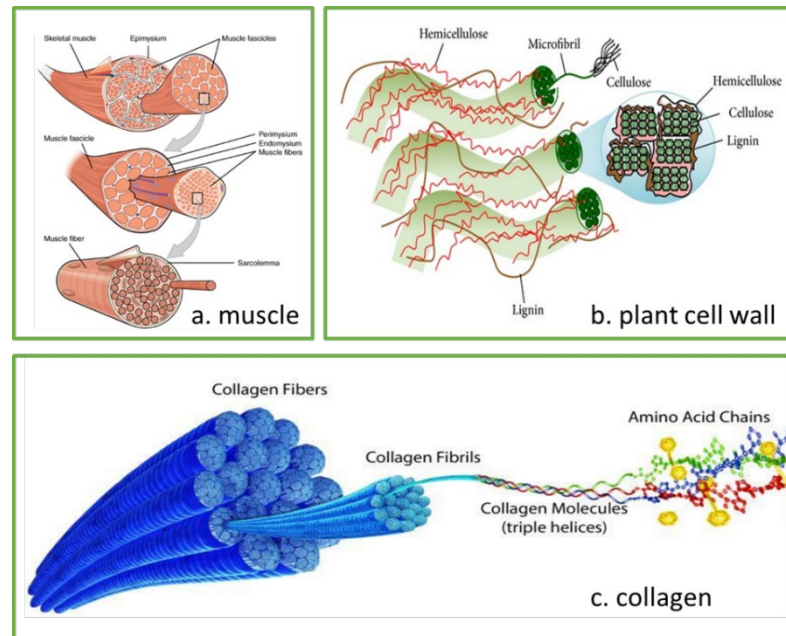 Skeletal muscle
Epimysium
Muscle fascicles
Muscle fascicle
Perimysium
Endomysium
Muscle fibers
Muscle fiber
Sarcolemma
a. muscle
Hemicellulose
Microfibril
Cellulose
Hemicellulose
Cellulose
Lignin
Lignin
b. plant cell wall
Collagen Fibers
Collagen Fibrils
Amino Acid Chains
Collagen Molecules
(triple helices)
c. collagen